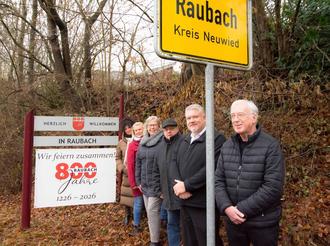 Raubach
Kreis Neuwied
HERZLICH WILLKOMMEN
IN RAUBACH
Wir feiern zusammen!
800
RAUBACH
Jahre
1226 - 2026